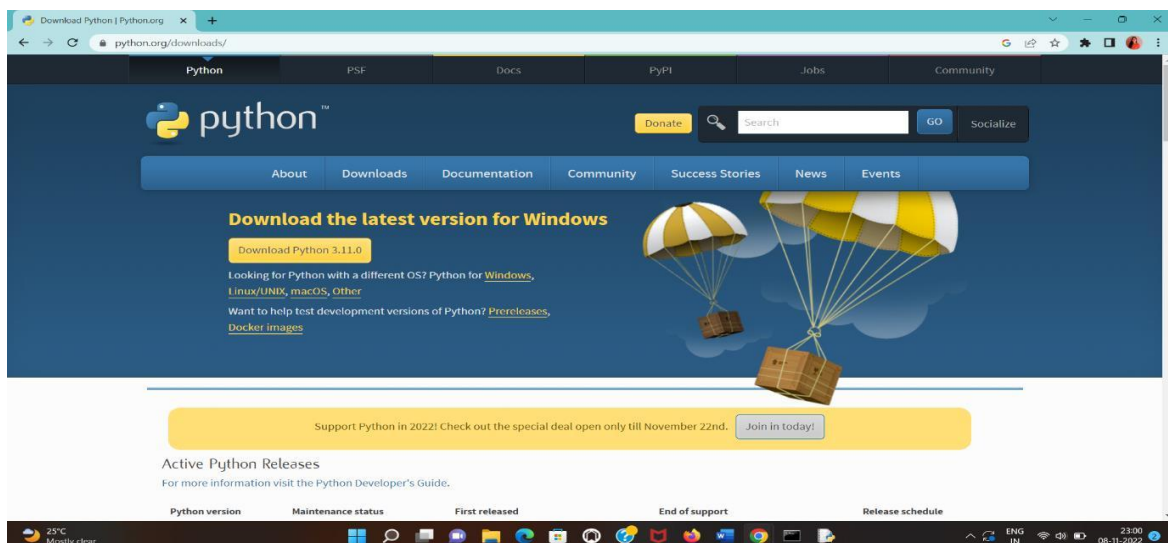 Download Python | Python.org
python.org/downloads/
Python PSF Docs PyPI Jobs Community
python™
Donate Search GO Socialize
About Downloads Documentation Community Success Stories News Events
Download the latest version for Windows
Download Python 3.11.0
Looking for Python with a different OS? Python for Windows,
Linux/UNIX, macOS, Other
Want to help test development versions of Python? Prereleases,
Docker images
Support Python in 2022! Check out the special deal open only till November 22nd. Join in today!
Active Python Releases
For more information visit the Python Developer's Guide.
Python version Maintenance status First released End of support Release schedule
25°C
Mostly clear
ENG
IN
23:00
08-11-2022